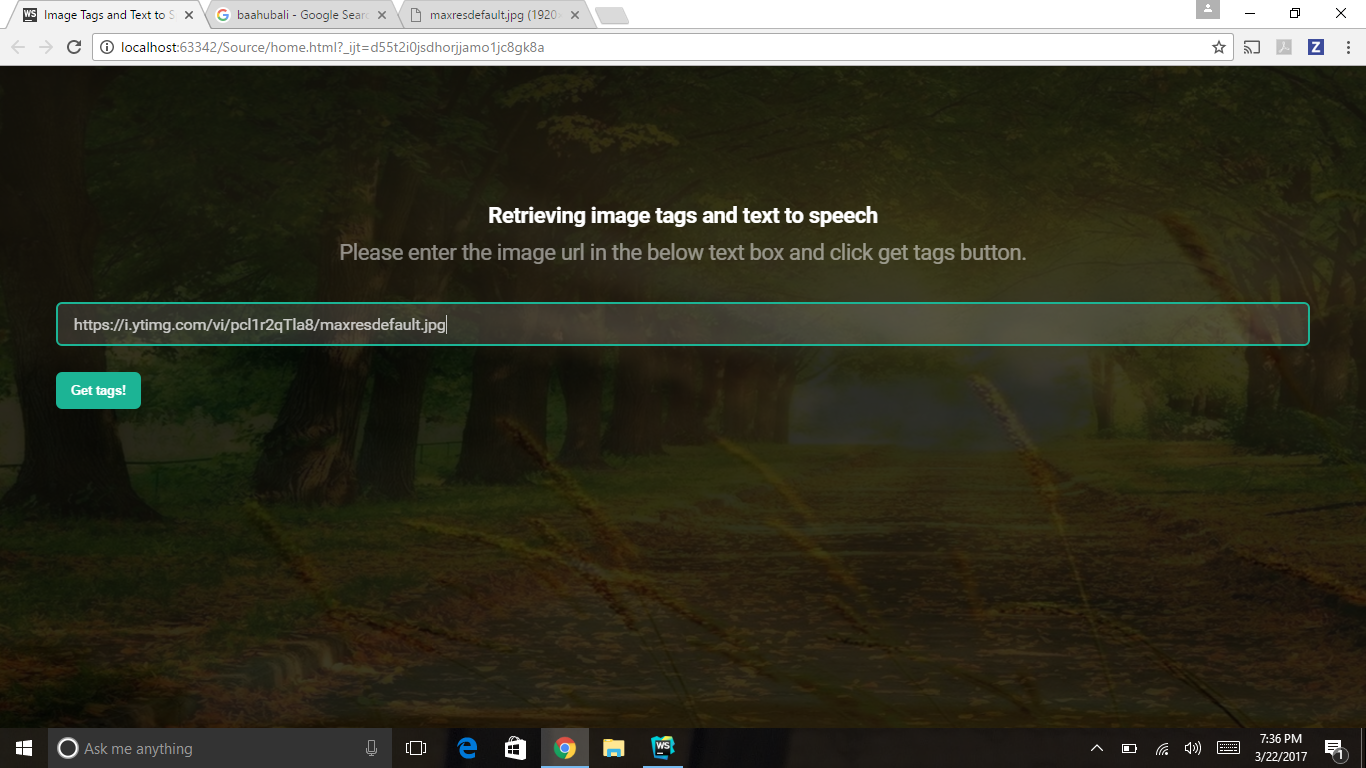 Image Tags and Text to S
baahubali - Google Sear
maxresdefault.jpg (1920
localhost:63342/Source/home.html?_ijt=d55t2i0jsdhorjjamo1jc8gk8a
Retrieving image tags and text to speech
Please enter the image url in the below text box and click get tags button.
https://i.ytimg.com/vi/pcl1r2qTla8/maxresdefault.jpg
Get tags!
Ask me anything
WS
7:36 PM
3/22/2017
1